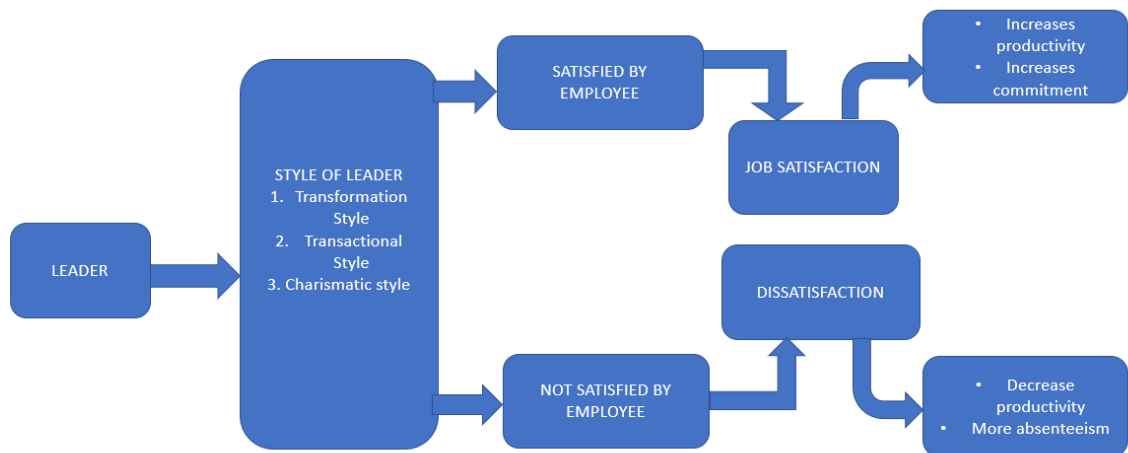 LEADER
STYLE OF LEADER
1. Transformation
Style
2. Transactional
Style
3. Charismatic style
SATISFIED BY
EMPLOYEE
JOB SATISFACTION
• Increases
productivity
• Increases
commitment
NOT SATISFIED BY
EMPLOYEE
DISSATISFACTION
• Decrease
productivity
• More absenteeism